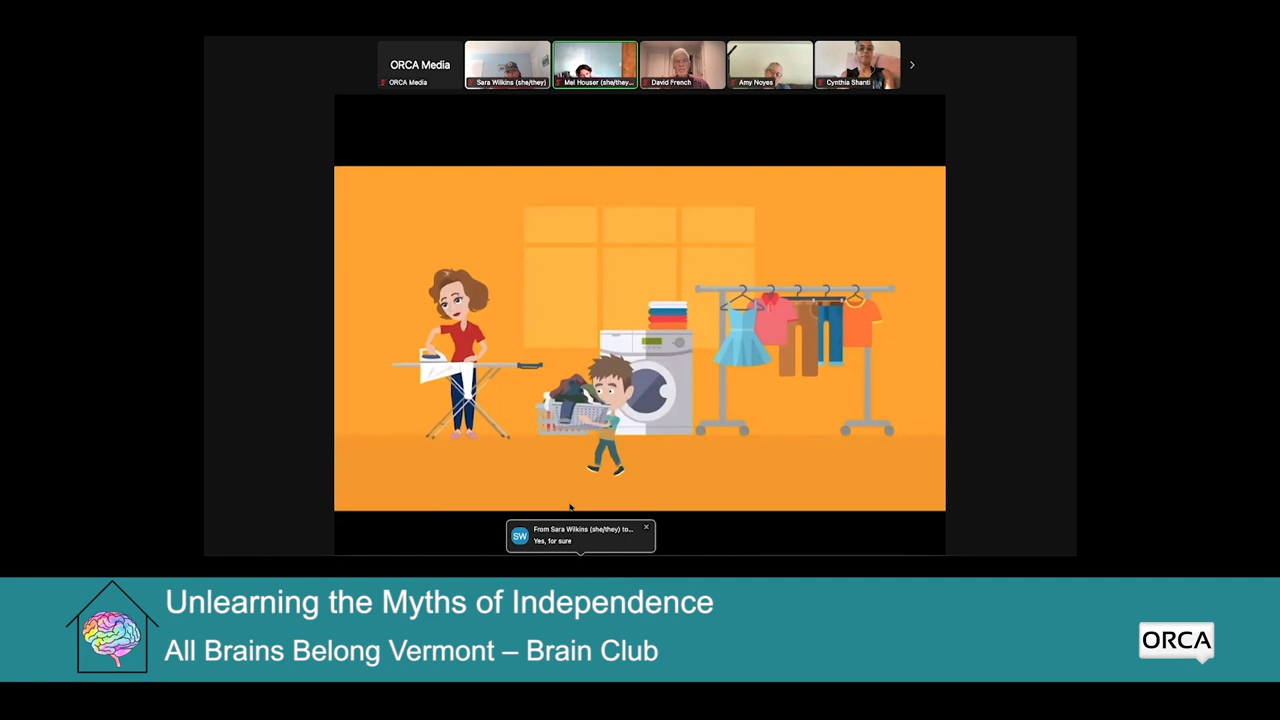 ORCA Media
ORCA Media
Sara Wilkins (she/they)
Mel Houser (she/they...
David French
Amy Noyes
Cynthia Shanti
SW
From Sara Wilkins (she/they) to...
Yes, for sure
Unlearning the Myths of Independence
All Brains Belong Vermont – Brain Club
ORCA